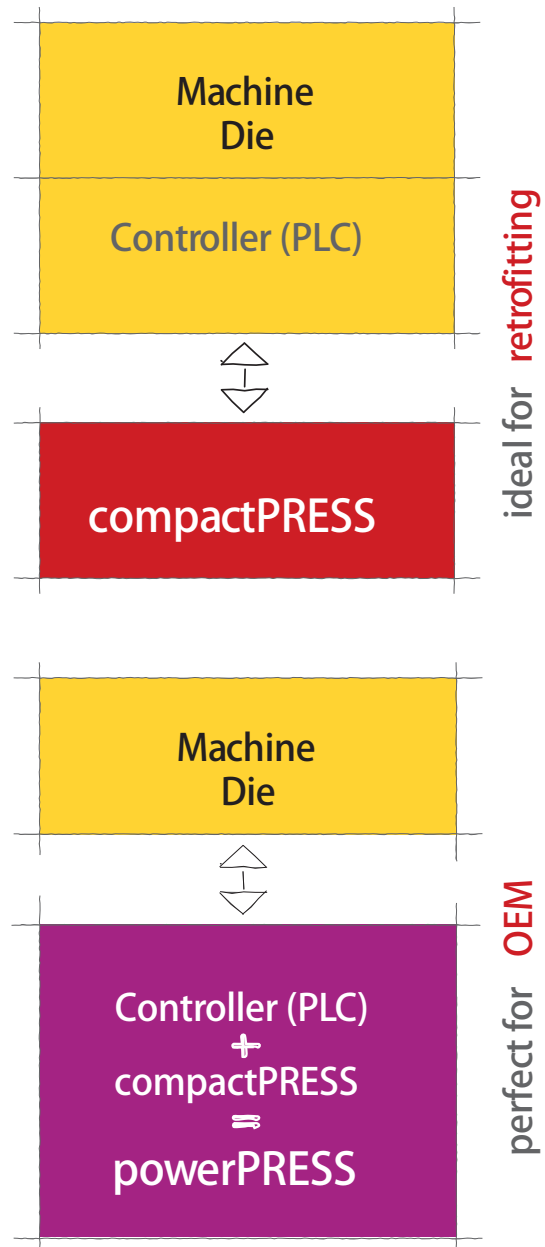 Machine
Die
Controller (PLC)
ideal for retrofitting
compactPRESS
Machine
Die
perfect for OEM
Controller (PLC)
+
compactPRESS
=
powerPRESS